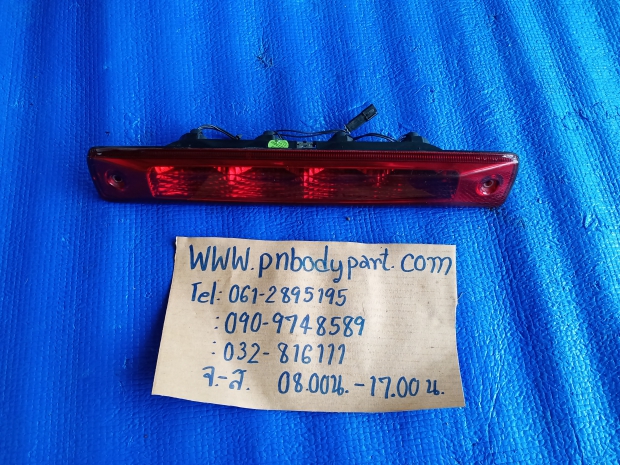 WWW.pnbodypart.com
Tel: 061-2895195
: 090-9748589
: 032-816111
จ.-ส. 08.00น. - 17.00 น.